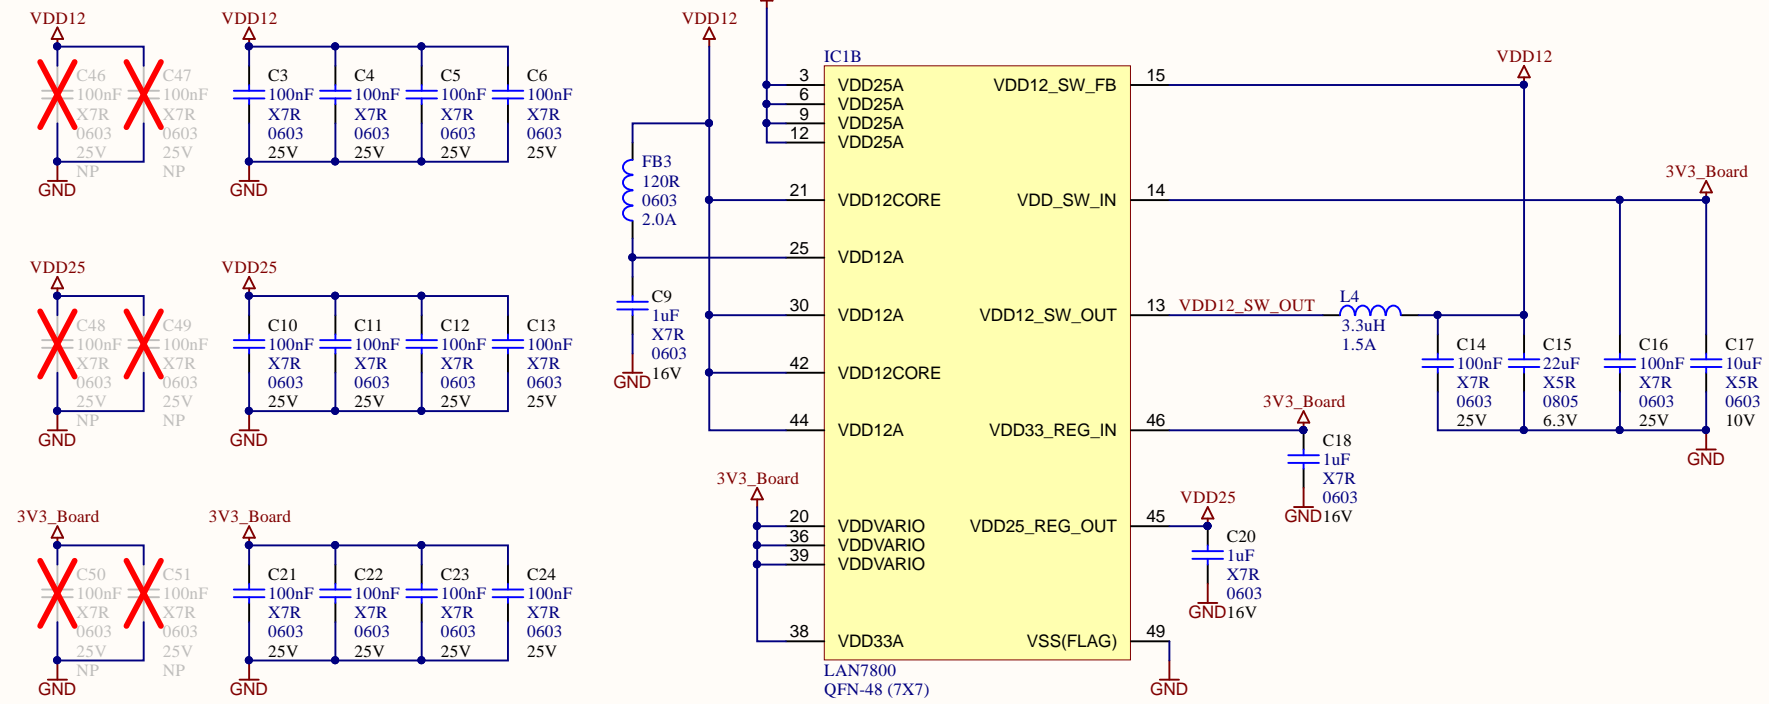 VDD12
C46
100nF
X7R
0603
25V
NP
C47
100nF
X7R
0603
25V
NP
GND
VDD12
C3
100nF
X7R
0603
25V
C4
100nF
X7R
0603
25V
C5
100nF
X7R
0603
25V
C6
100nF
X7R
0603
25V
GND
VDD25
C48
100nF
X7R
0603
25V
NP
C49
100nF
X7R
0603
25V
NP
GND
VDD25
C10
100nF
X7R
0603
25V
C11
100nF
X7R
0603
25V
C12
100nF
X7R
0603
25V
C13
100nF
X7R
0603
25V
GND
3V3_Board
C50
100nF
X7R
0603
25V
NP
C51
100nF
X7R
0603
25V
NP
GND
3V3_Board
C21
100nF
X7R
0603
25V
C22
100nF
X7R
0603
25V
C23
100nF
X7R
0603
25V
C24
100nF
X7R
0603
25V
GND
VDD12
FB3
120R
0603
2.0A
C9
1uF
X7R
0603
16V
GND
3V3_Board
IC1B
3 VDD25A
6 VDD25A
9 VDD25A
12 VDD25A
21 VDD12CORE
25 VDD12A
30 VDD12A
42 VDD12CORE
44 VDD12A
20 VDDVARIO
36 VDDVARIO
39 VDDVARIO
38 VDD33A
VDD12_SW_FB 15
VDD_SW_IN 14
VDD12_SW_OUT 13
VDD33_REG_IN 46
VDD25_REG_OUT 45
VSS(FLAG) 49
LAN7800
QFN-48 (7X7)
GND
VDD12
3V3_Board
VDD12_SW_OUT
L4
3.3uH
1.5A
C14
100nF
X7R
0603
25V
C15
22uF
X5R
0805
6.3V
C16
100nF
X7R
0603
25V
C17
10uF
X5R
0603
10V
GND
3V3_Board
C18
1uF
X7R
0603
16V
GND
VDD25
C20
1uF
X7R
0603
16V
GND